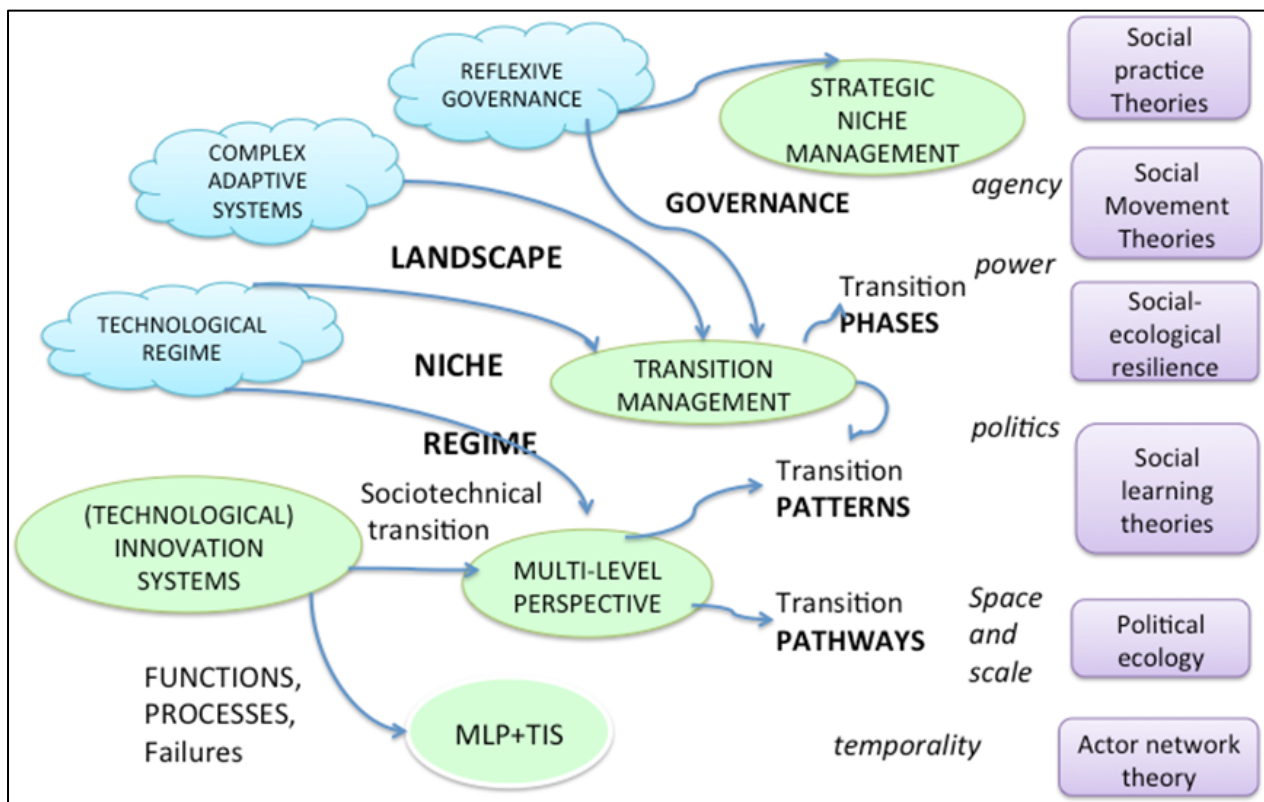 REFLEXIVE
GOVERNANCE
STRATEGIC
NICHE
MANAGEMENT
Social
practice
Theories
COMPLEX
ADAPTIVE
SYSTEMS
GOVERNANCE
agency
Social
Movement
Theories
LANDSCAPE
power
TECHNOLOGICAL
REGIME
NICHE
TRANSITION
MANAGEMENT
Transition
PHASES
Social-
ecological
resilience
REGIME
politics
Social
learning
theories
(TECHNOLOGICAL)
INNOVATION
SYSTEMS
Sociotechnical
transition
Transition
PATTERNS
MULTI-LEVEL
PERSPECTIVE
Transition
PATHWAYS
Space
and
scale
Political
ecology
FUNCTIONS,
PROCESSES,
Failures
MLP+TIS
temporality
Actor network
theory